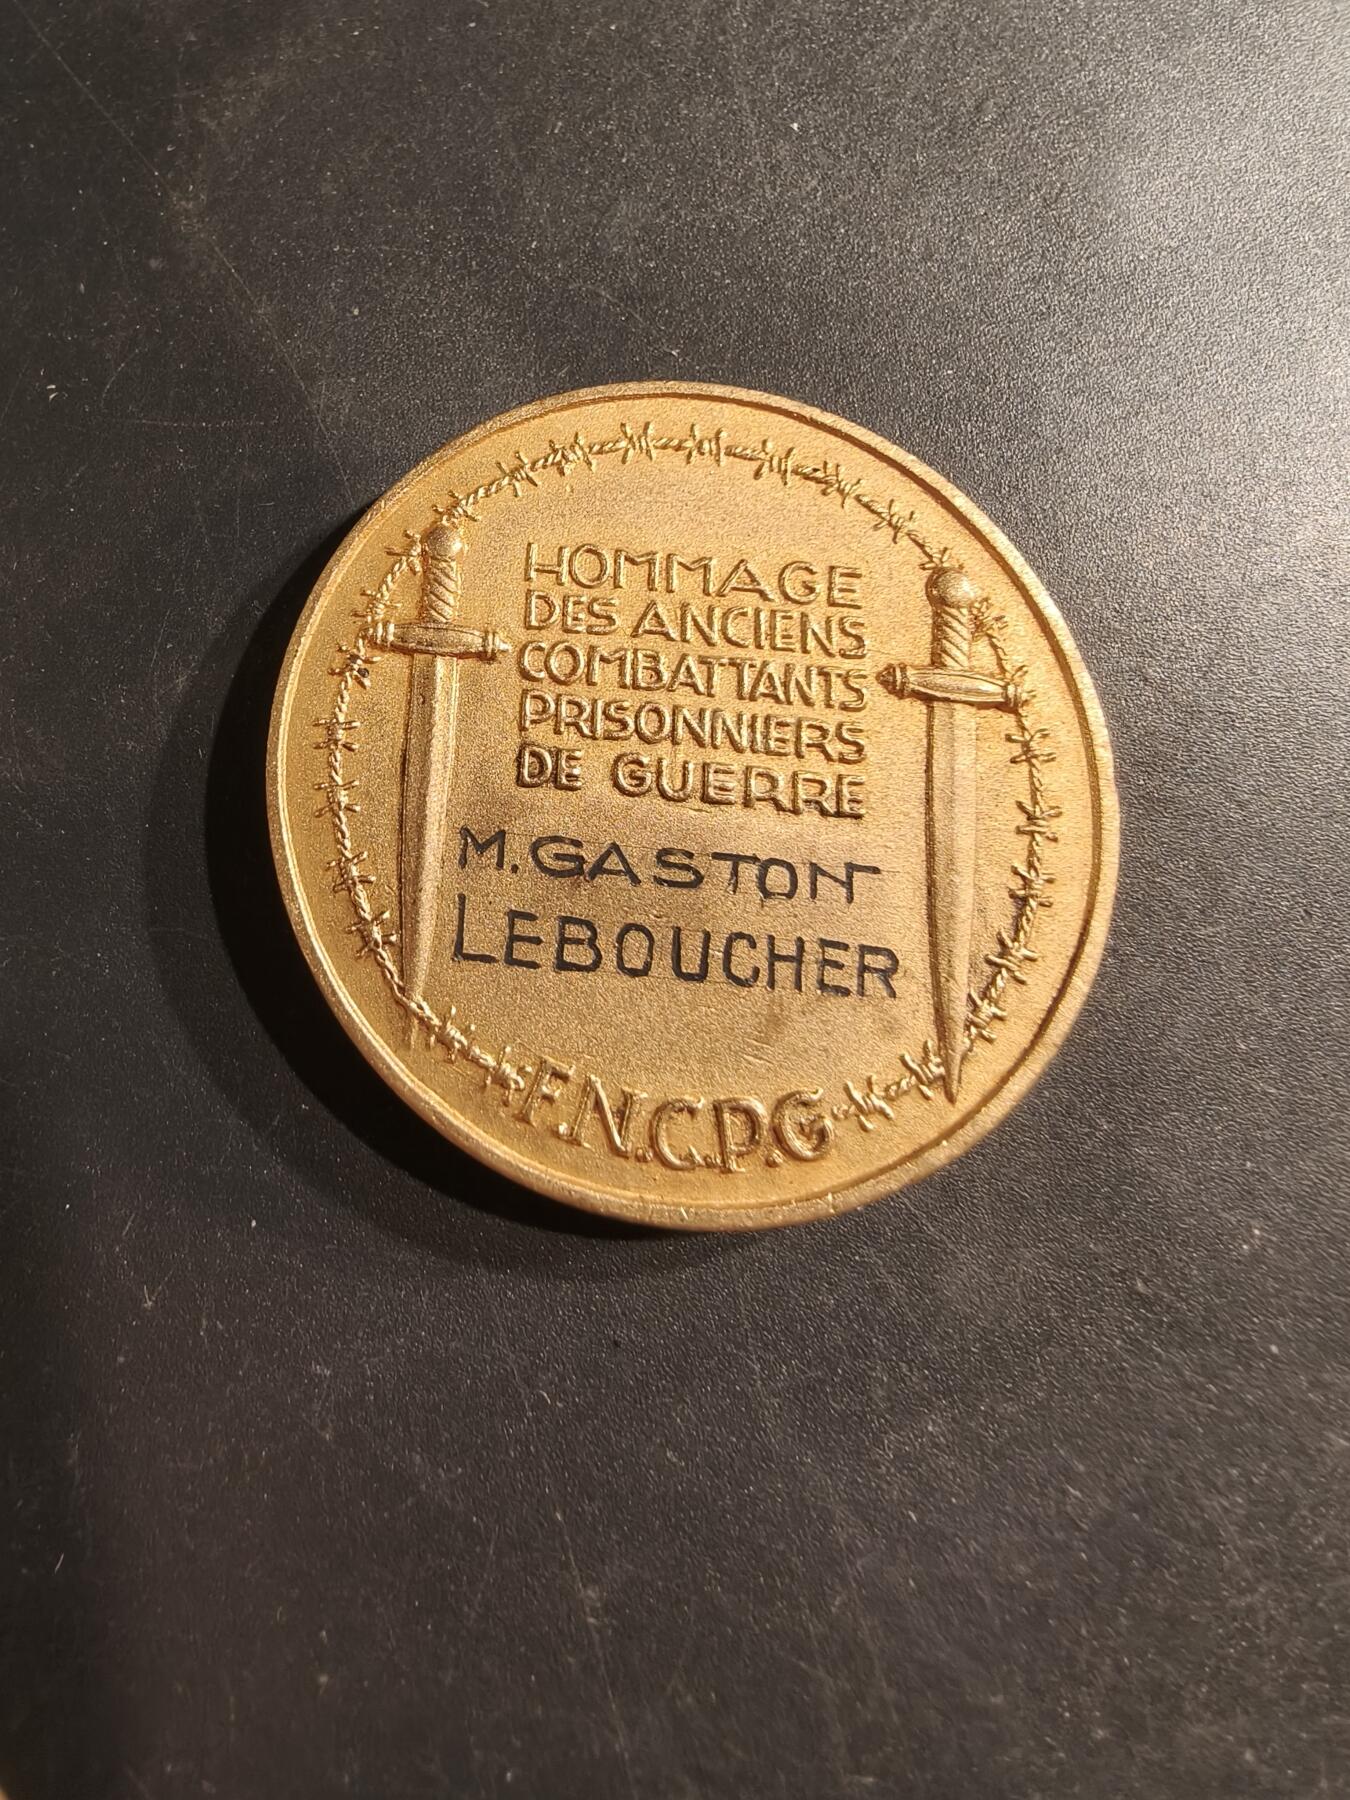 HOMMAGE
DES ANCIENS
COMBATTANTS
PRISONNIERS
DE GUERRE
M. GASTON
LEBOUCHER
F.N.C.P.G